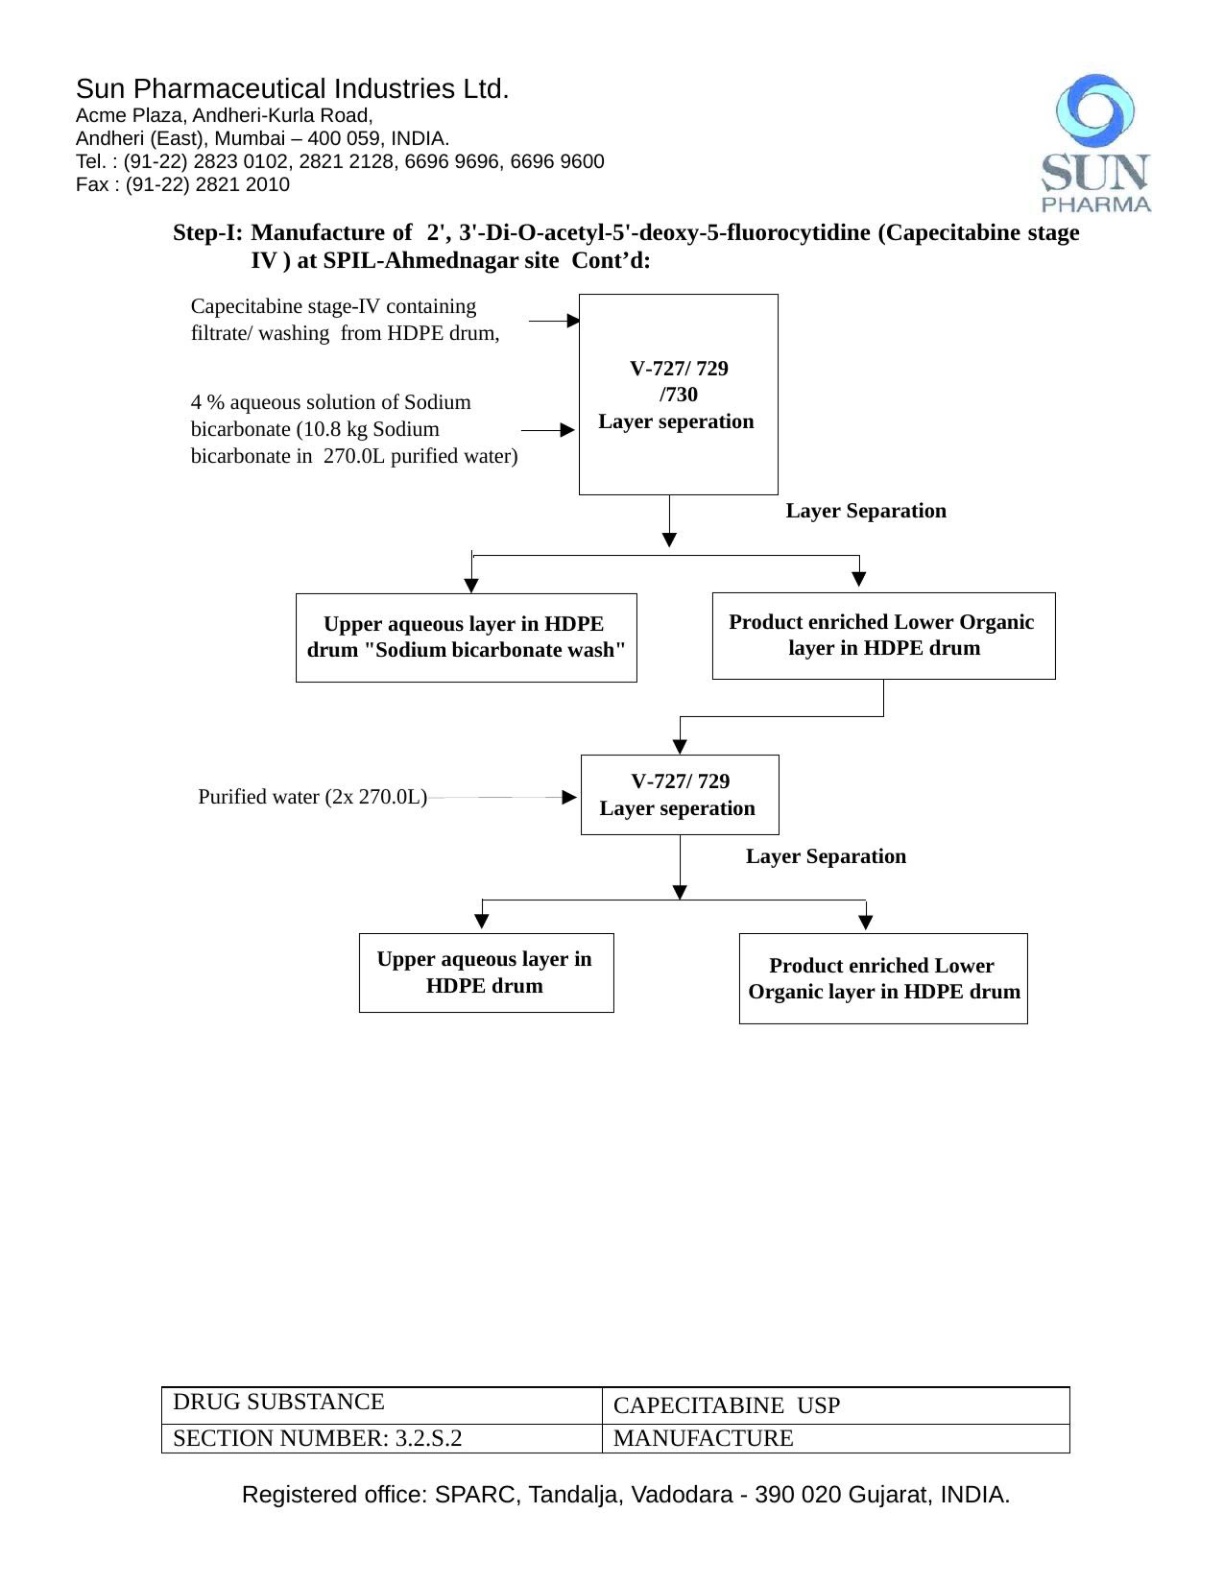 Sun Pharmaceutical Industries Ltd.
Acme Plaza, Andheri-Kurla Road,
Andheri (East), Mumbai – 400 059, INDIA.
Tel. : (91-22) 2823 0102, 2821 2128, 6696 9696, 6696 9600
Fax : (91-22) 2821 2010
SUN
PHARMA
Step-I: Manufacture of 2', 3'-Di-O-acetyl-5'-deoxy-5-fluorocytidine (Capecitabine stage
IV ) at SPIL-Ahmednagar site Cont’d:
Capecitabine stage-IV containing
filtrate/ washing from HDPE drum,
4 % aqueous solution of Sodium
bicarbonate (10.8 kg Sodium
bicarbonate in 270.0L purified water)
V-727/ 729
/730
Layer seperation
Layer Separation
Upper aqueous layer in HDPE
drum "Sodium bicarbonate wash"
Product enriched Lower Organic
layer in HDPE drum
Purified water (2x 270.0L)
V-727/ 729
Layer seperation
Layer Separation
Upper aqueous layer in
HDPE drum
Product enriched Lower
Organic layer in HDPE drum
DRUG SUBSTANCE
CAPECITABINE USP
SECTION NUMBER: 3.2.S.2
MANUFACTURE
Registered office: SPARC, Tandalja, Vadodara - 390 020 Gujarat, INDIA.